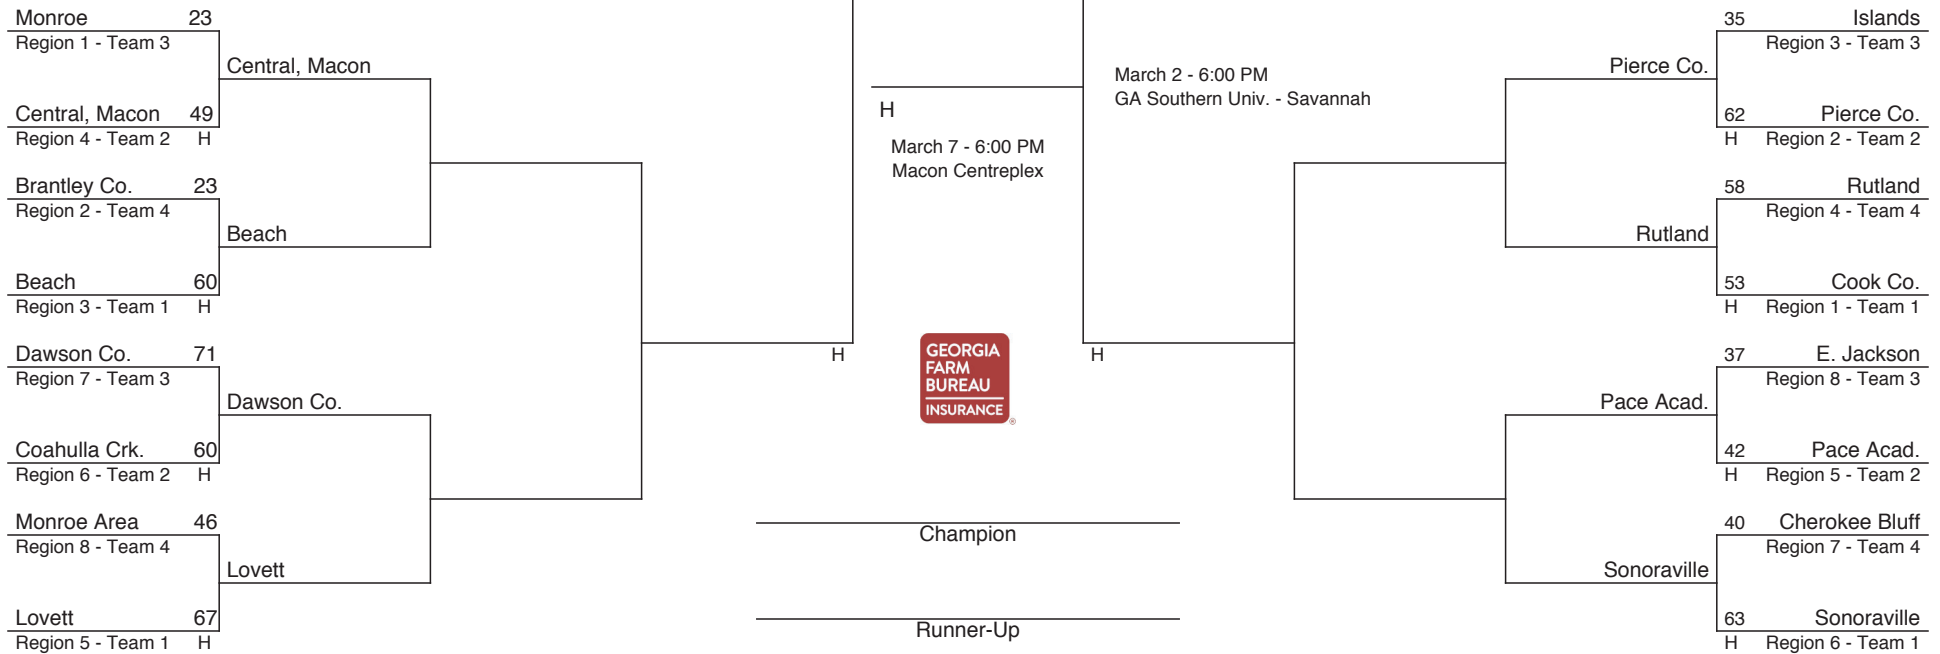 Monroe 23
Region 1 - Team 3
Central, Macon
Central, Macon 49
Region 4 - Team 2 H
Brantley Co. 23
Region 2 - Team 4
Beach
Beach 60
Region 3 - Team 1 H
Dawson Co. 71
Region 7 - Team 3
Dawson Co.
Coahulla Crk. 60
Region 6 - Team 2 H
Monroe Area 46
Region 8 - Team 4
Lovett
Lovett 67
Region 5 - Team 1 H
H
H
March 7 - 6:00 PM
Macon Centreplex
GEORGIA
FARM
BUREAU
INSURANCE
®
Champion
Runner-Up
March 2 - 6:00 PM
GA Southern Univ. - Savannah
H
35 Islands
Region 3 - Team 3
Pierce Co.
62 Pierce Co.
H Region 2 - Team 2
58 Rutland
Region 4 - Team 4
Rutland
53 Cook Co.
H Region 1 - Team 1
37 E. Jackson
Region 8 - Team 3
Pace Acad.
42 Pace Acad.
H Region 5 - Team 2
40 Cherokee Bluff
Region 7 - Team 4
Sonoraville
63 Sonoraville
H Region 6 - Team 1